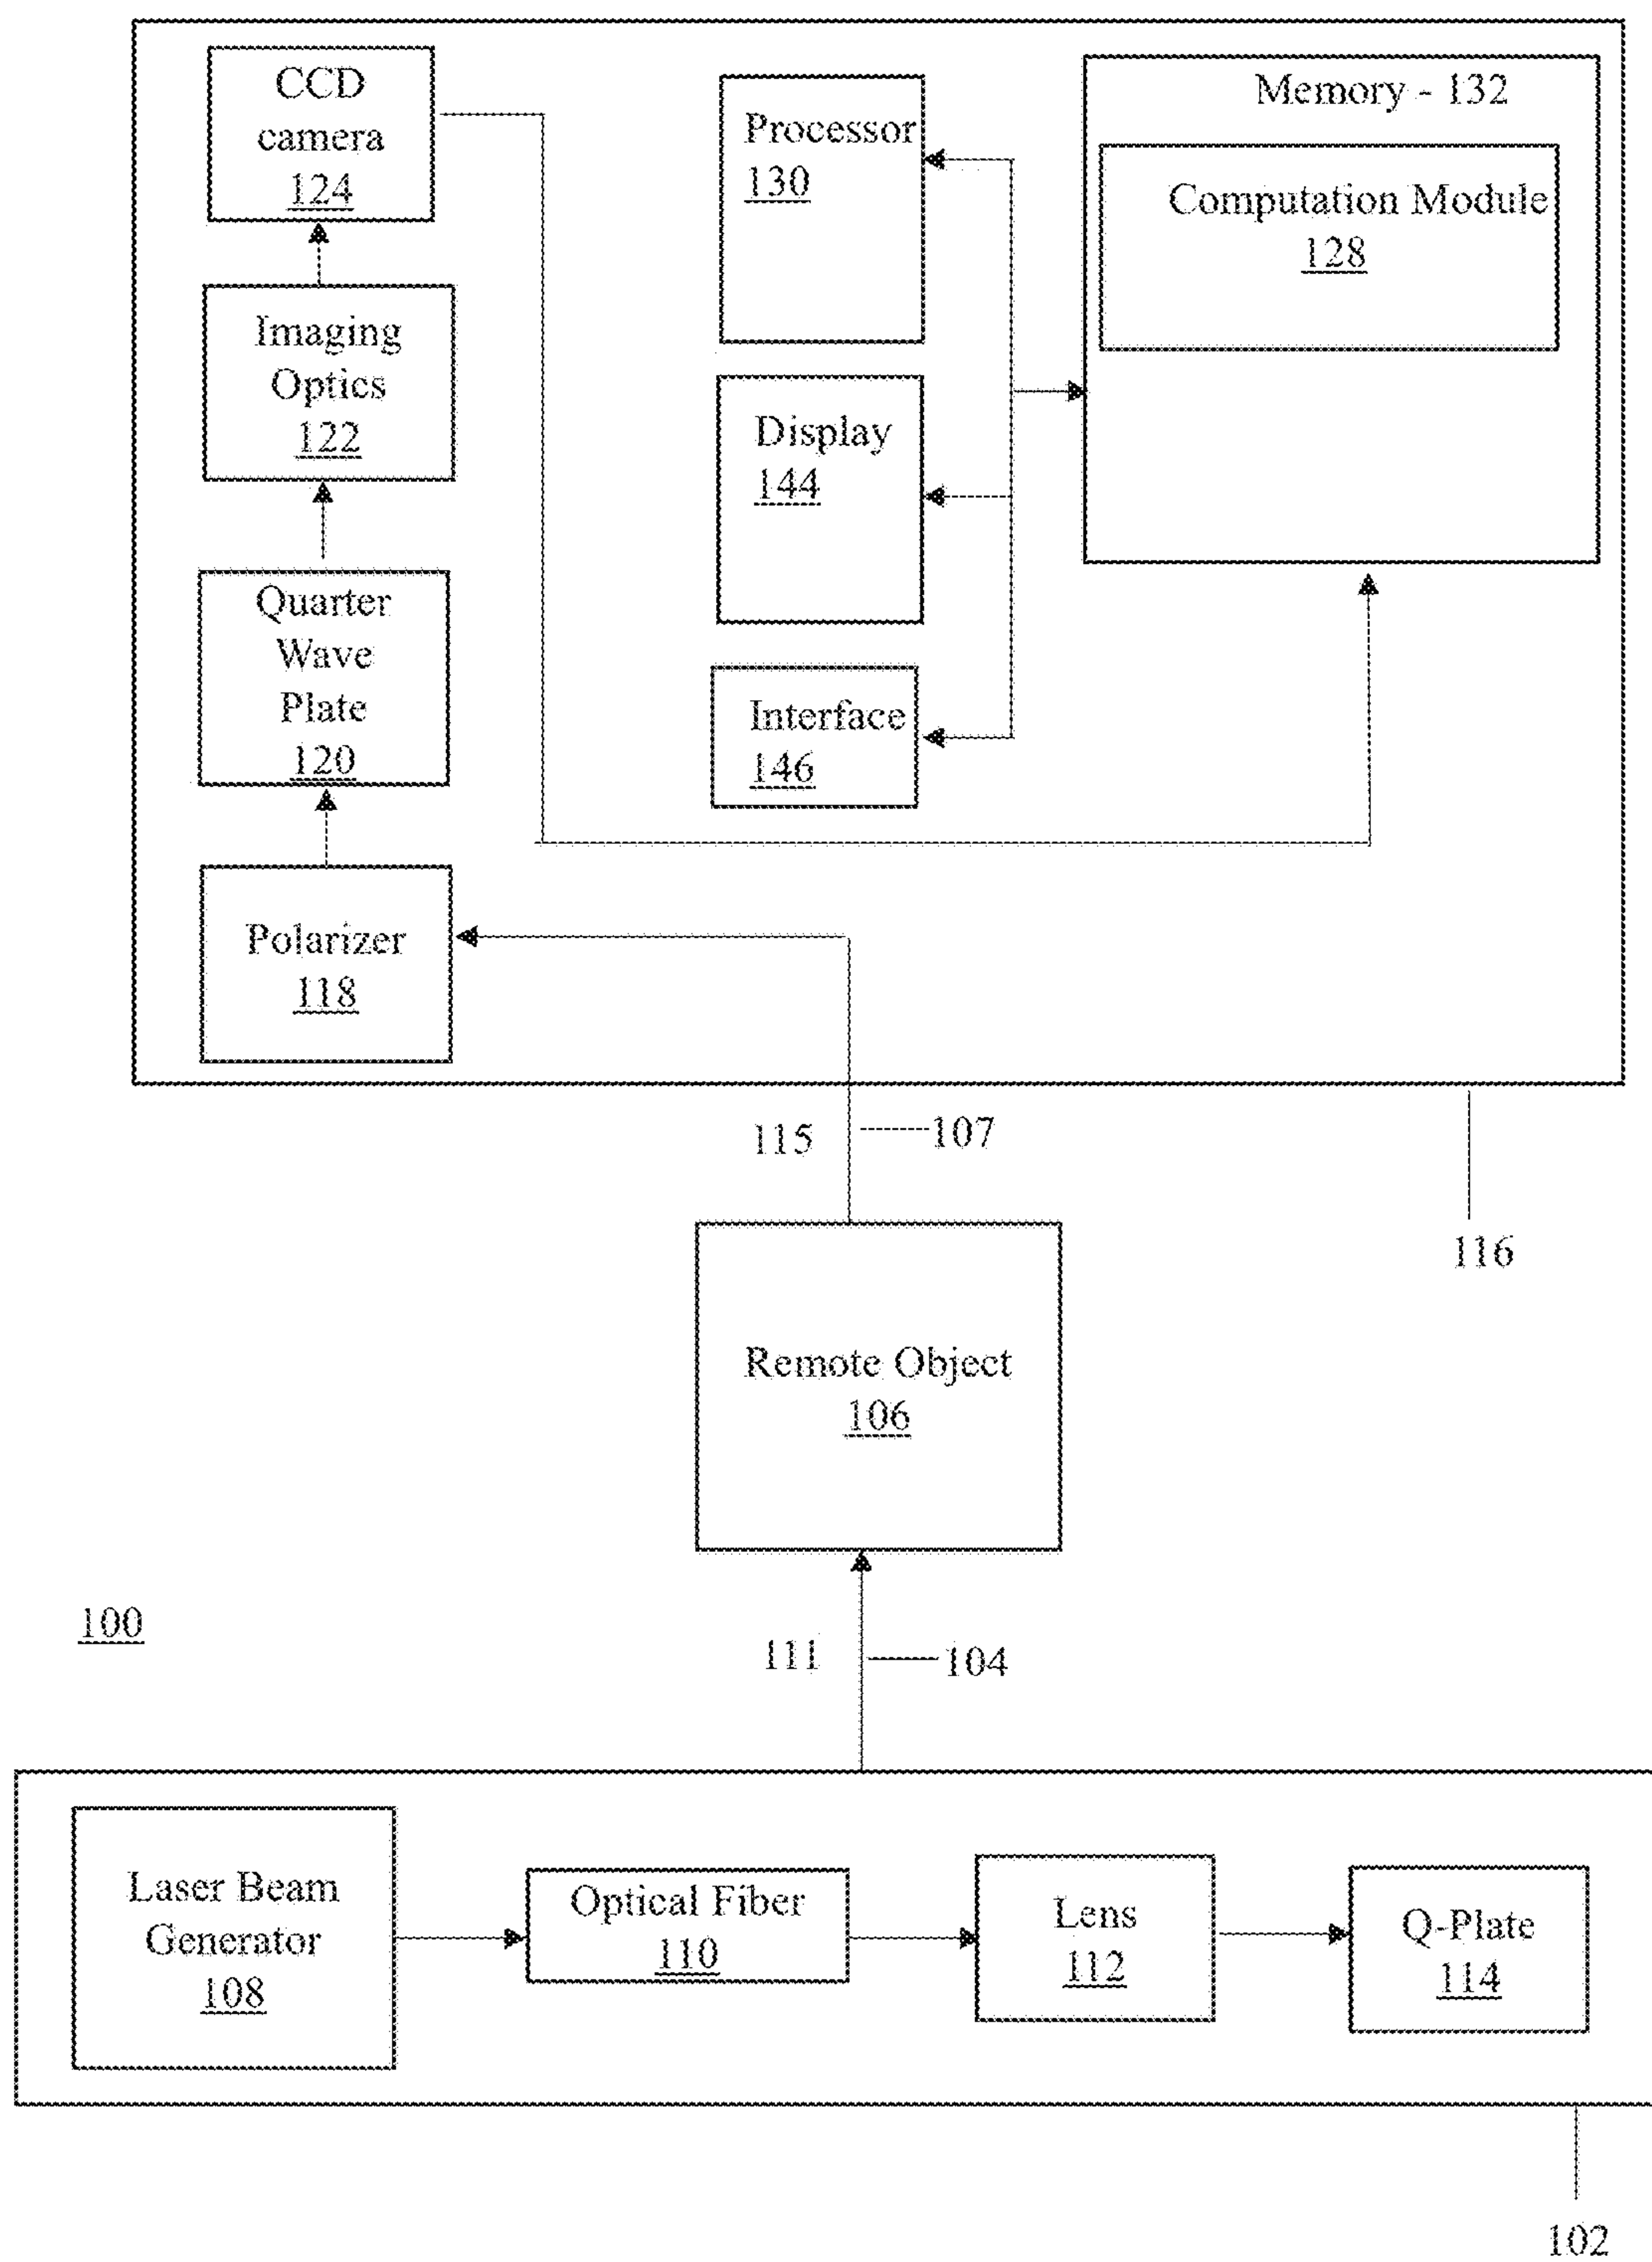 CCD
camera
124
Imaging
Optics
122
Quarter
Wave
Plate
120
Polarizer
118
Processor
130
Display
144
Interface
146
Memory - 132
Computation Module
128
115
107
116
Remote Object
106
100
111
104
Laser Beam
Generator
108
Optical Fiber
110
Lens
112
Q-Plate
114
102